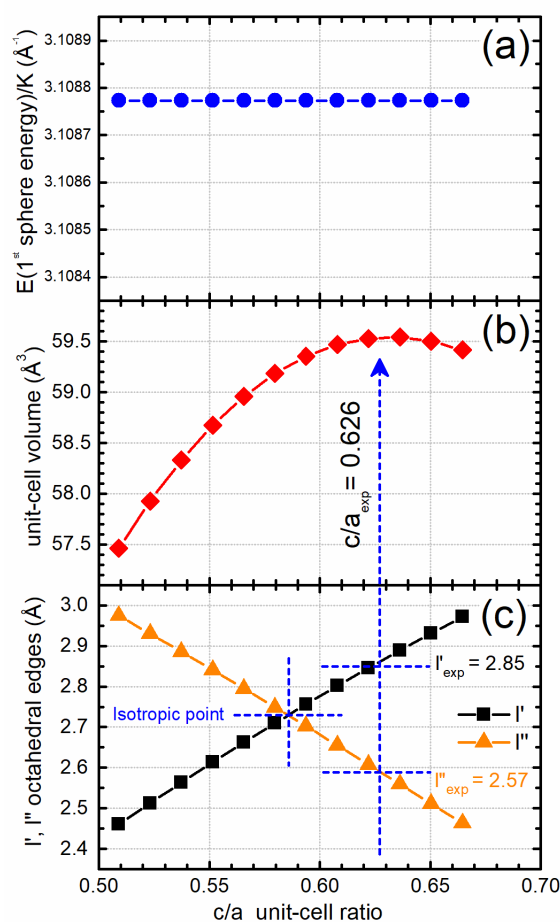 E(1st sphere energy)/K (Å-1)
3.1089
3.1088
3.1087
3.1086
3.1085
3.1084
(a)
unit-cell volume (Å3)
59.5
59.0
58.5
58.0
57.5
(b)
c/aexp = 0.626
l', l'' octahedral edges (Å)
3.0
2.9
2.8
2.7
2.6
2.5
2.4
(c)
l'exp = 2.85
Isotropic point
l'
l''
l''exp = 2.57
0.50 0.55 0.60 0.65 0.70
c/a unit-cell ratio